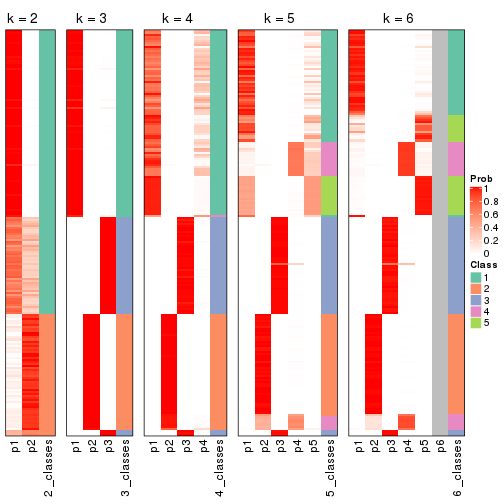 k = 2
k = 3
k = 4
k = 5
k = 6
Prob
1
0.8
0.6
0.4
0.2
0
Class
1
2
3
4
5
p1
p2
2_classes
p1
p2
p3
3_classes
p1
p2
p3
p4
4_classes
p1
p2
p3
p4
p5
5_classes
p1
p2
p3
p4
p5
p6
6_classes